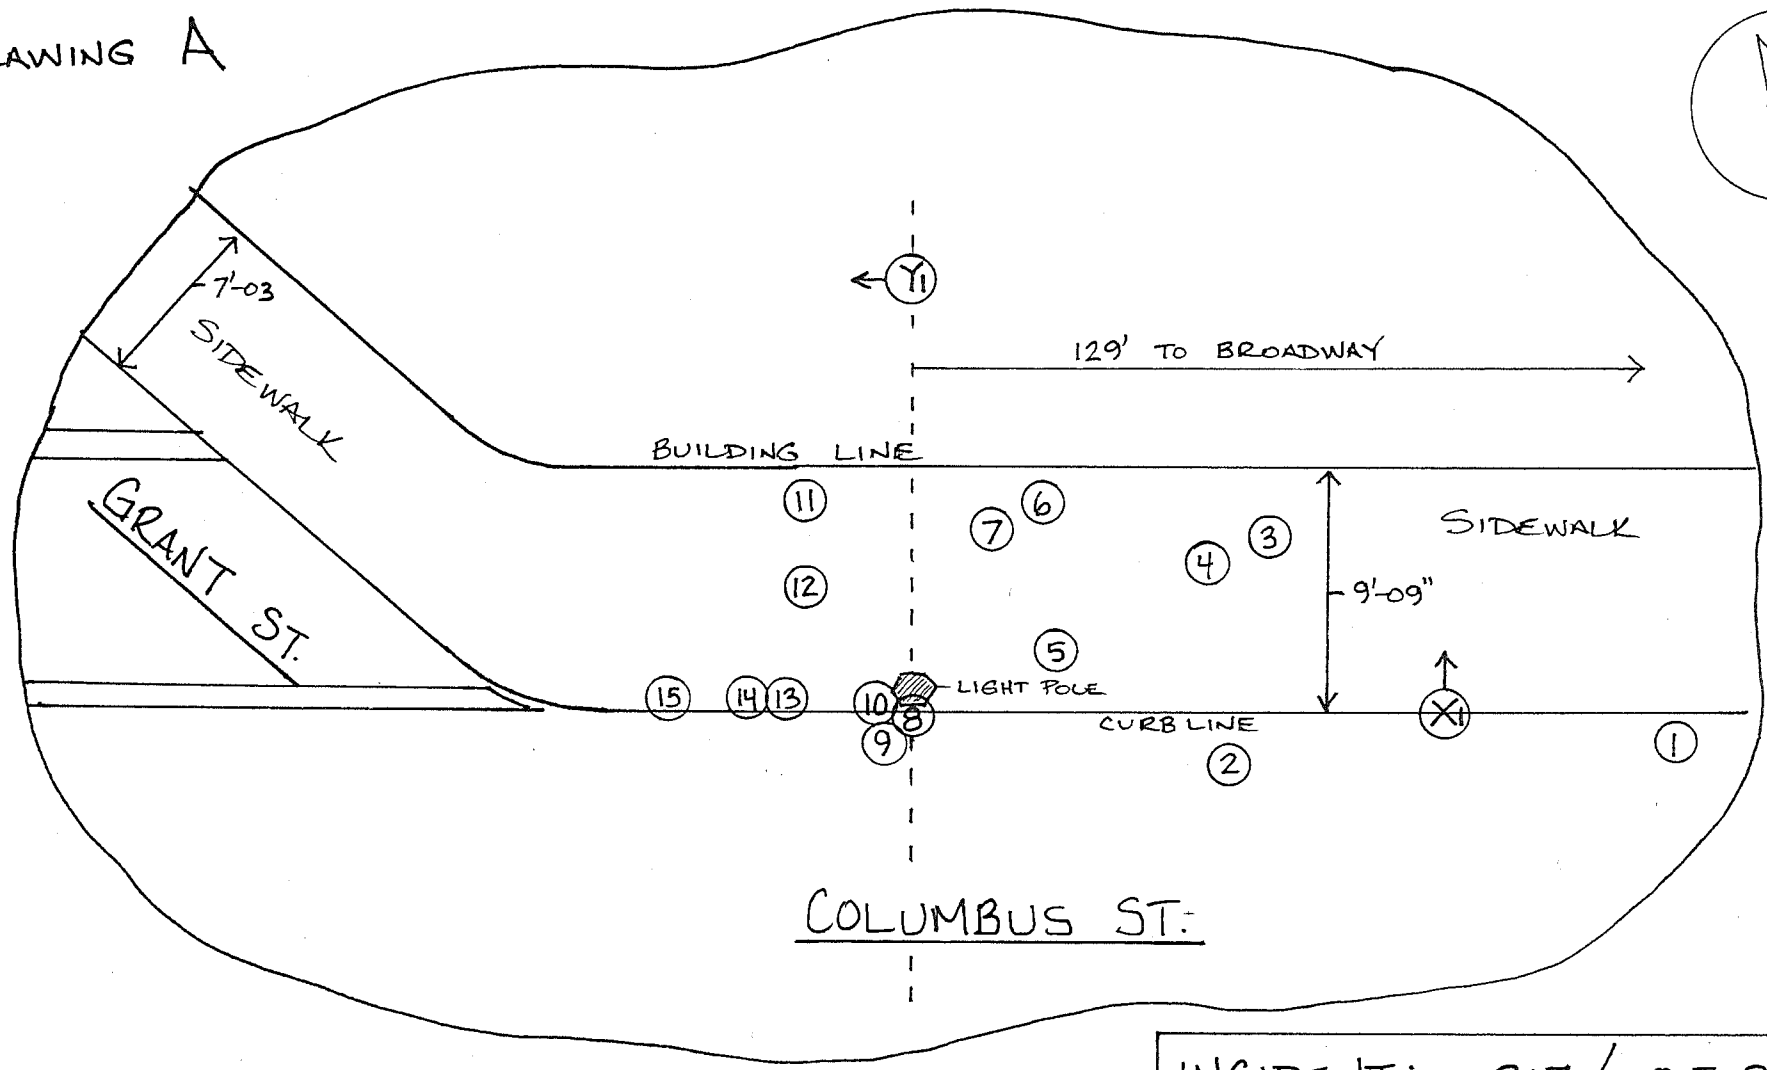 AWING A
N
Y1
7'-03
SIDEWALK
129' TO BROADWAY
BUILDING LINE
11
6
7
3
4
SIDEWALK
GRANT ST.
12
9'-09"
5
15
14
13
10
8
LIGHT POLE
9
CURB LINE
X1
2
1
COLUMBUS ST.